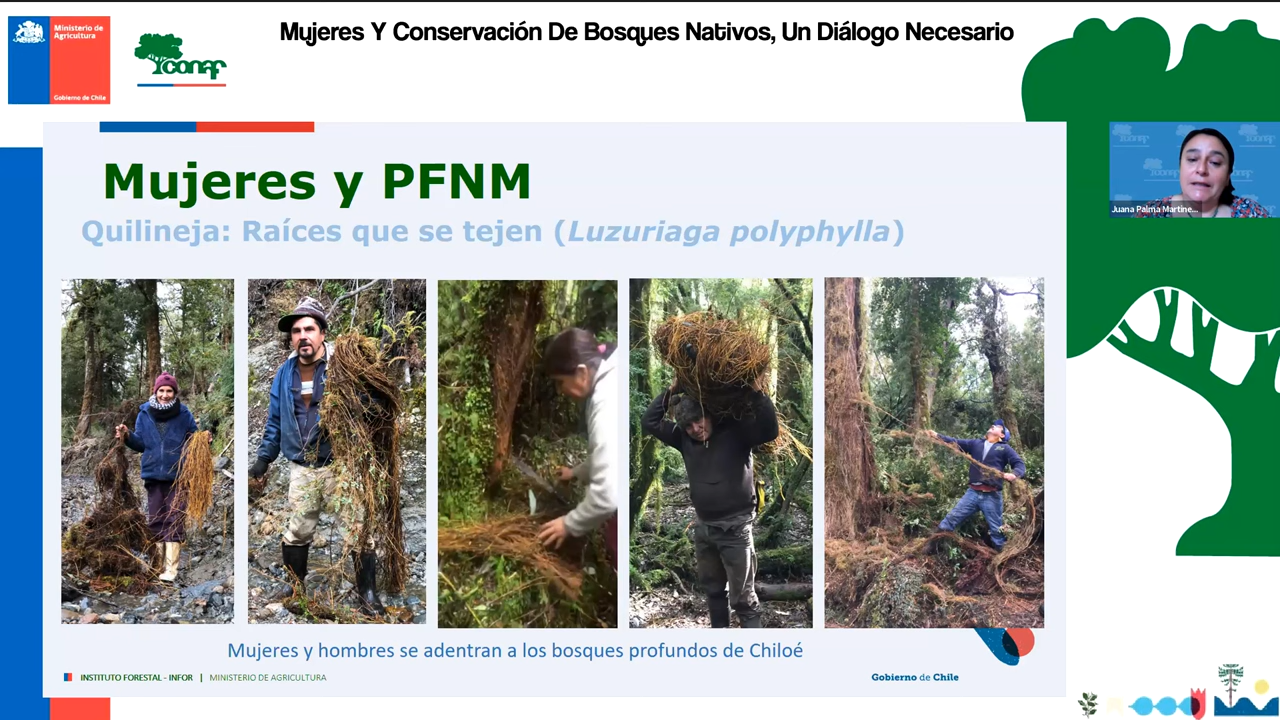 Mujeres Y Conservación De Bosques Nativos, Un Diálogo Necesario
Ministerio de
Agricultura
Gobierno de Chile
conaf
Mujeres y PFNM
Quilineja: Raíces que se tejen (Luzuriaga polyphylla)
Juana Palma Martine...
Mujeres y hombres se adentran a los bosques profundos de Chiloé
INSTITUTO FORESTAL - INFOR | MINISTERIO DE AGRICULTURA
Gobierno de Chile